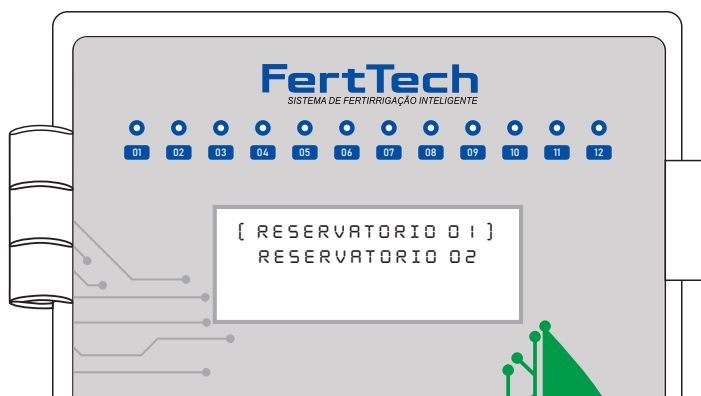 FertTech
SISTEMA DE FERTIRRIGAÇÃO INTELIGENTE
01 02 03 04 05 06 07 08 09 10 11 12
[ RESERVATORIO 01 ]
RESERVATORIO 02